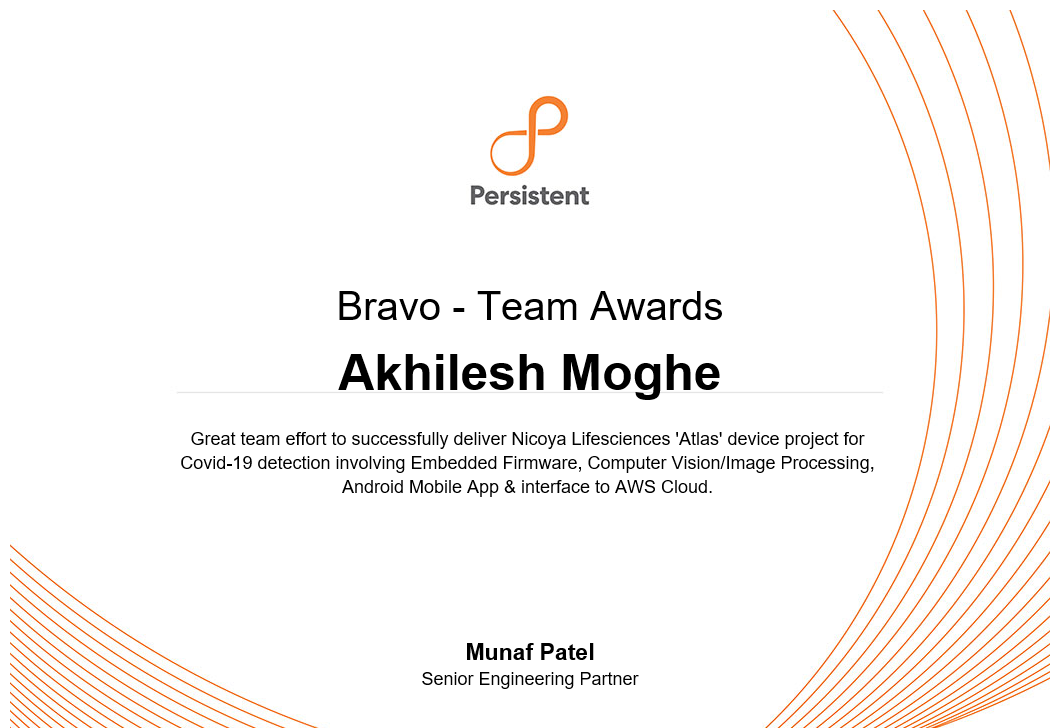 Persistent
Bravo - Team Awards
Akhilesh Moghe
Great team effort to successfully deliver Nicoya Lifesciences 'Atlas' device project for
Covid-19 detection involving Embedded Firmware, Computer Vision/Image Processing,
Android Mobile App & interface to AWS Cloud.
Munaf Patel
Senior Engineering Partner